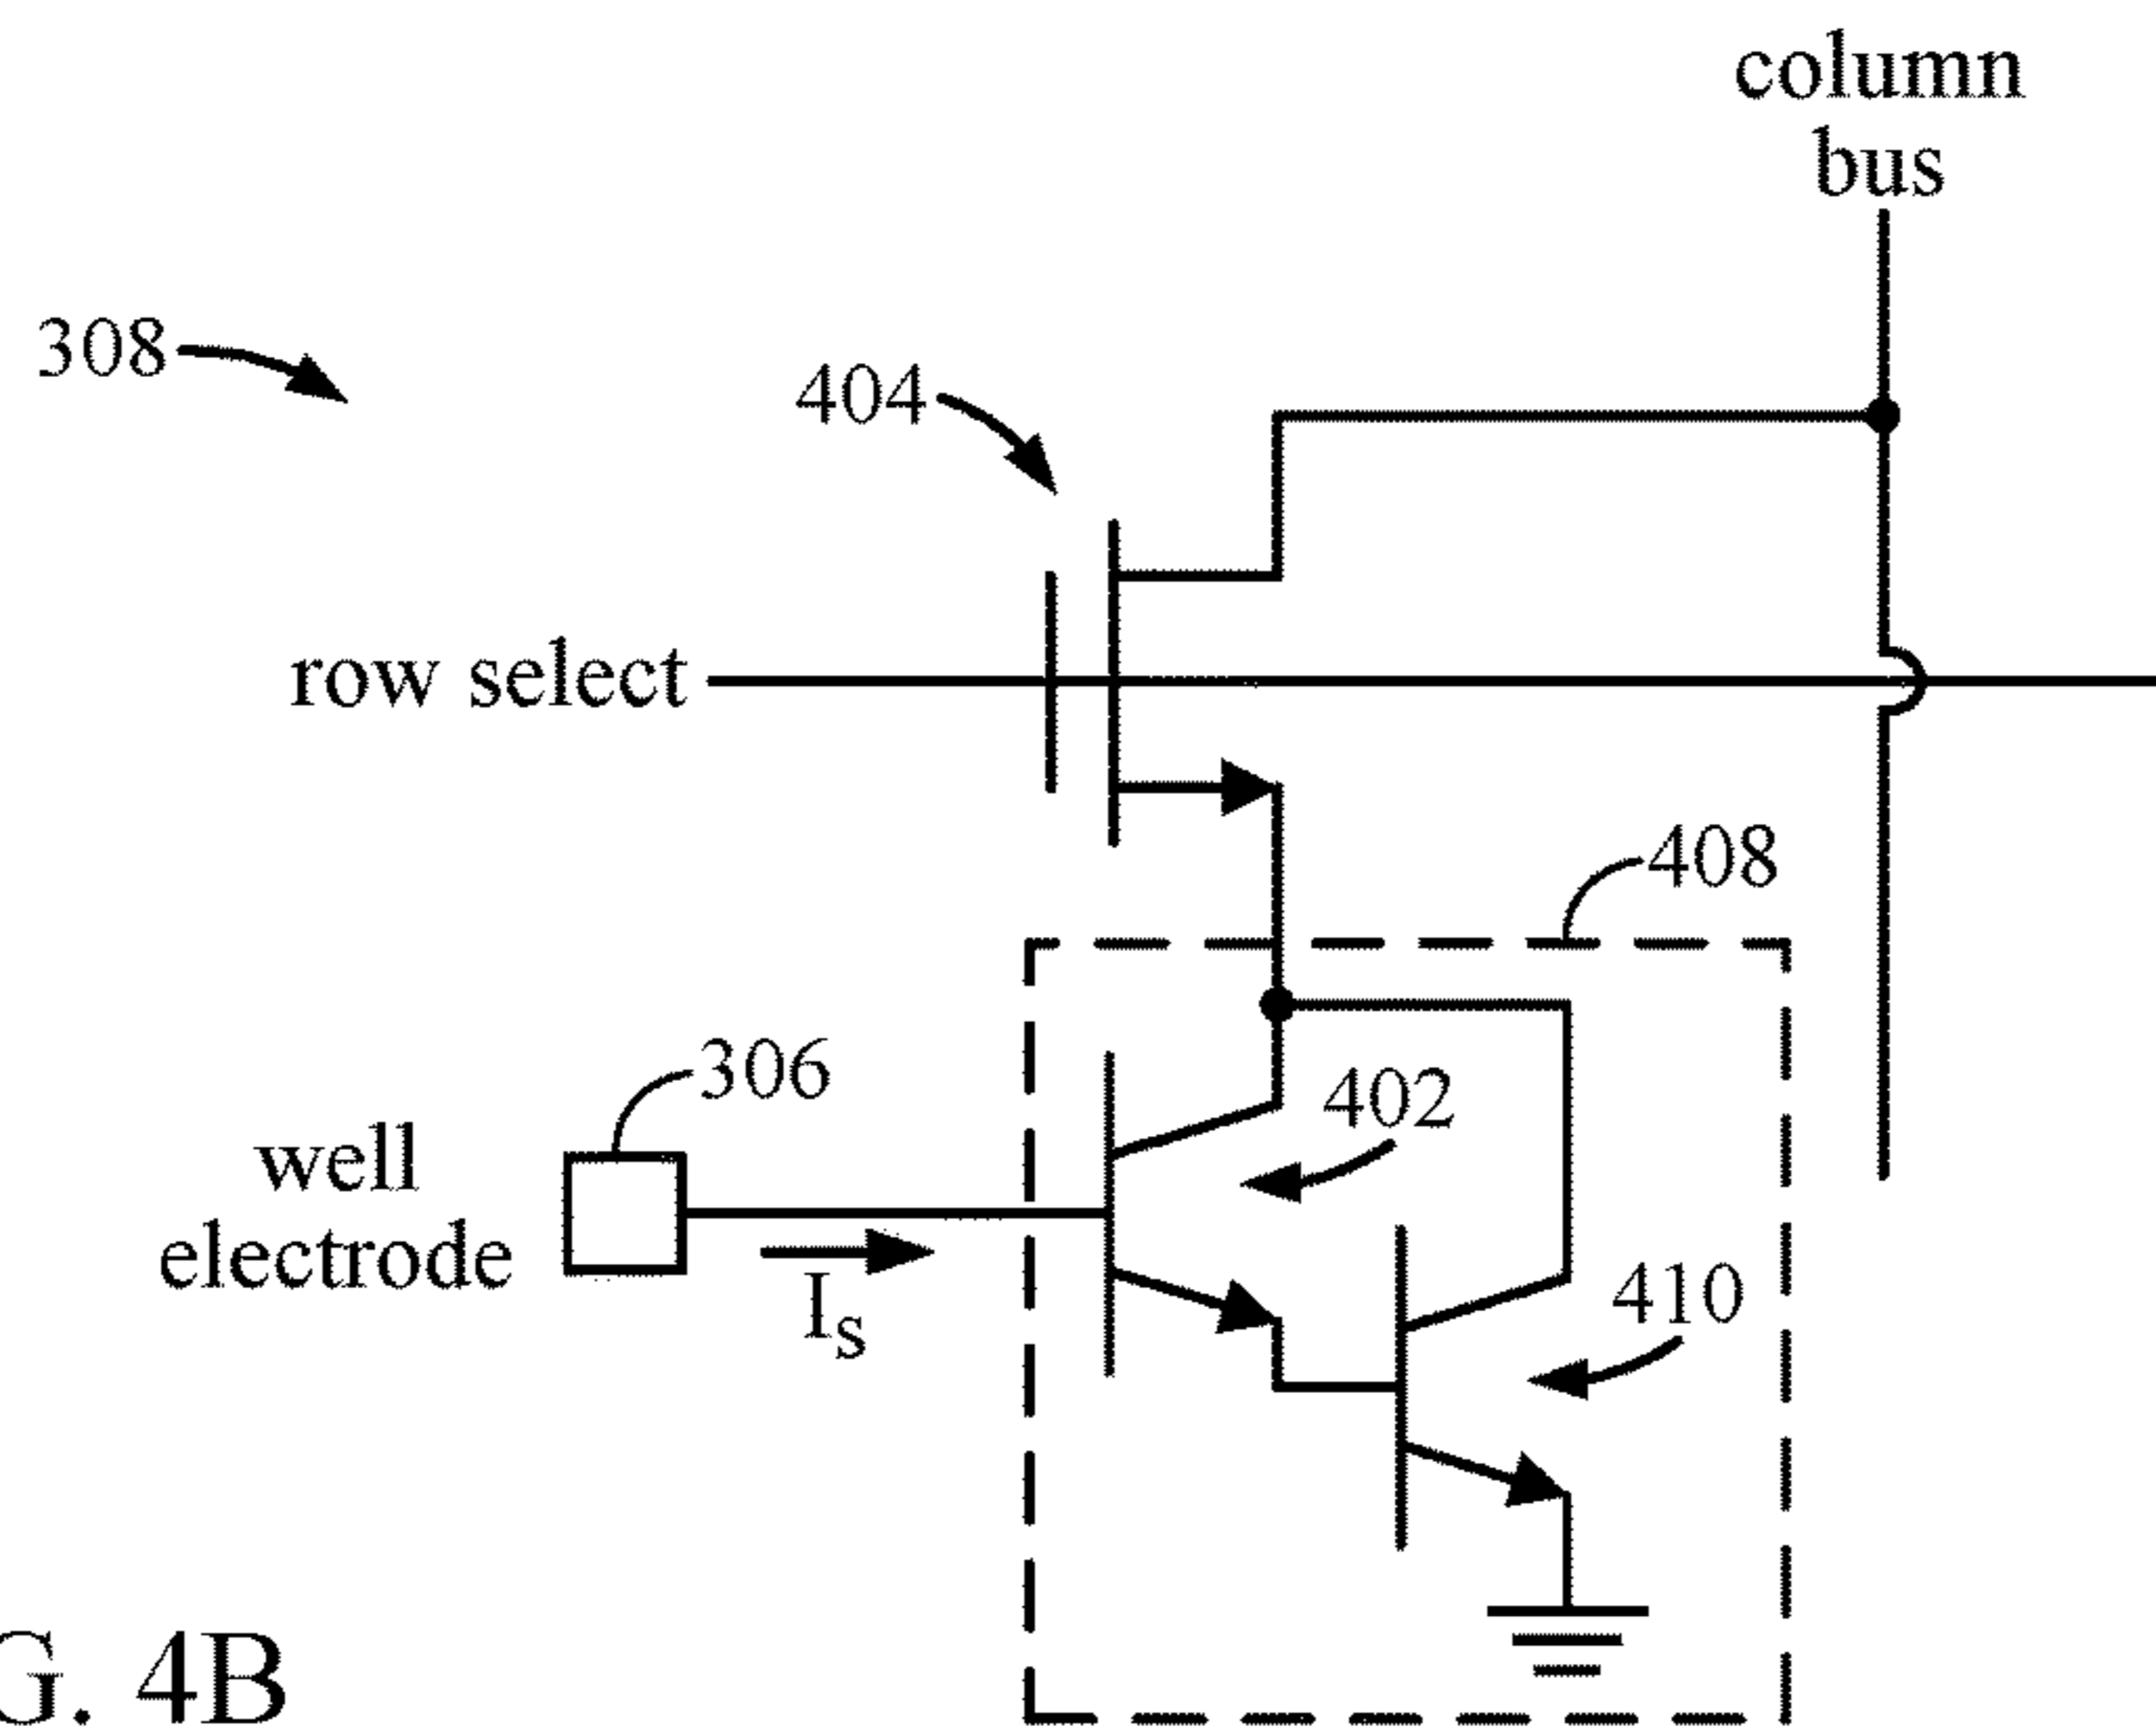 column
bus
308
404
row select
408
306
402
well
electrode
Is
410
G. 4B